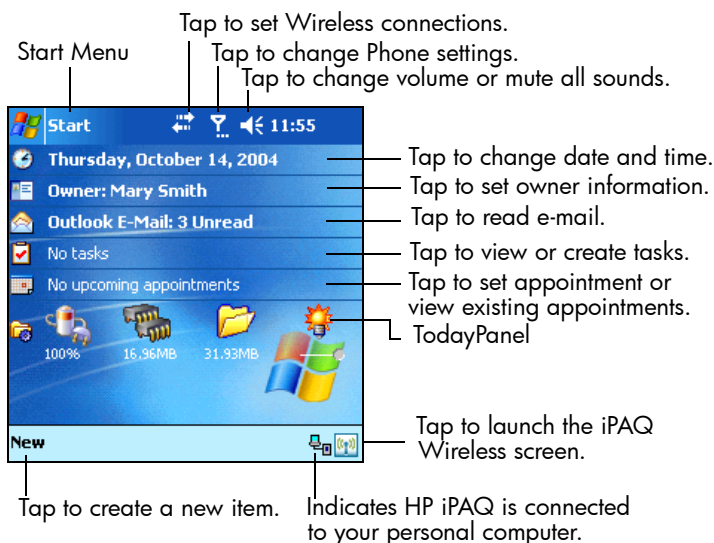 Tap to set Wireless connections.
Start Menu
Tap to change Phone settings.
Tap to change volume or mute all sounds.
Start
11:55
Thursday, October 14, 2004
Tap to change date and time.
Owner: Mary Smith
Tap to set owner information.
Outlook E-Mail: 3 Unread
Tap to read e-mail.
No tasks
Tap to view or create tasks.
No upcoming appointments
Tap to set appointment or
view existing appointments.
TodayPanel
100%
16,96MB
31.93MB
New
Tap to launch the iPAQ
Wireless screen.
Tap to create a new item.
Indicates HP iPAQ is connected
to your personal computer.